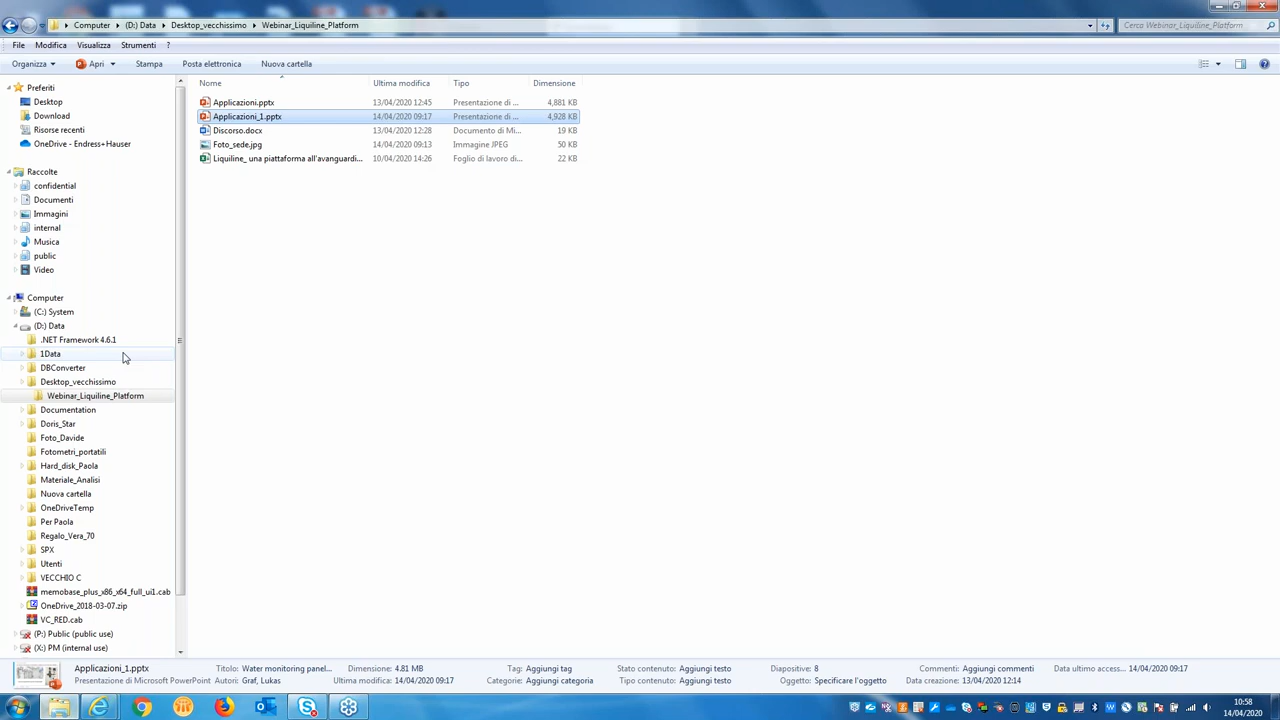 Computer (D:) Data Desktop_vecchissimo Webinar_Liquiline_Platform Cerca Webinar_Liquiline_Platform
File Modifica Visualizza Strumenti ?
Organizza Apri Stampa Posta elettronica Nuova cartella
Nome Ultima modifica Tipo Dimensione
Applicazioni.pptx 13/04/2020 12:45 Presentazione di ... 4,881 KB
Applicazioni_1.pptx 14/04/2020 09:17 Presentazione di ... 4,928 KB
Discorso.docx 13/04/2020 12:28 Documento di Mi... 19 KB
Foto_sede.jpg 14/04/2020 09:13 Immagine JPEG 50 KB
Liquiline_ una piattaforma all'avanguardi... 10/04/2020 14:26 Foglio di lavoro di... 22 KB
Preferiti
Desktop
Download
Risorse recenti
OneDrive - Endress+Hauser
Raccolte
confidential
Documenti
Immagini
internal
Musica
public
Video
Computer
(C:) System
(D:) Data
.NET Framework 4.6.1
1Data
DBConverter
Desktop_vecchissimo
Webinar_Liquiline_Platform
Documentation
Doris_Star
Foto_Davide
Fotometri_portatili
Hard_disk_Paola
Materiale_Analisi
Nuova cartella
OneDriveTemp
Per Paola
Regalo_Vera_70
SPX
Utenti
VECCHIO C
memobase_plus_x86_x64_full_ui1.cab
OneDrive_2018-03-07.zip
VC_RED.cab
(P:) Public (public use)
(X:) PM (internal use)
Applicazioni_1.pptx Titolo: Water monitoring panel... Dimensione: 4.81 MB Tag: Aggiungi tag Stato contenuto: Aggiungi testo Diapositive: 8 Commenti: Aggiungi commenti Data ultimo access... 14/04/2020 09:17
Presentazione di Microsoft PowerPoint Autori: Graf, Lukas Ultima modifica: 14/04/2020 09:17 Categorie: Aggiungi categoria Tipo contenuto: Aggiungi testo Oggetto: Specificare l'oggetto Data creazione: 13/04/2020 12:14
10:58
14/04/2020